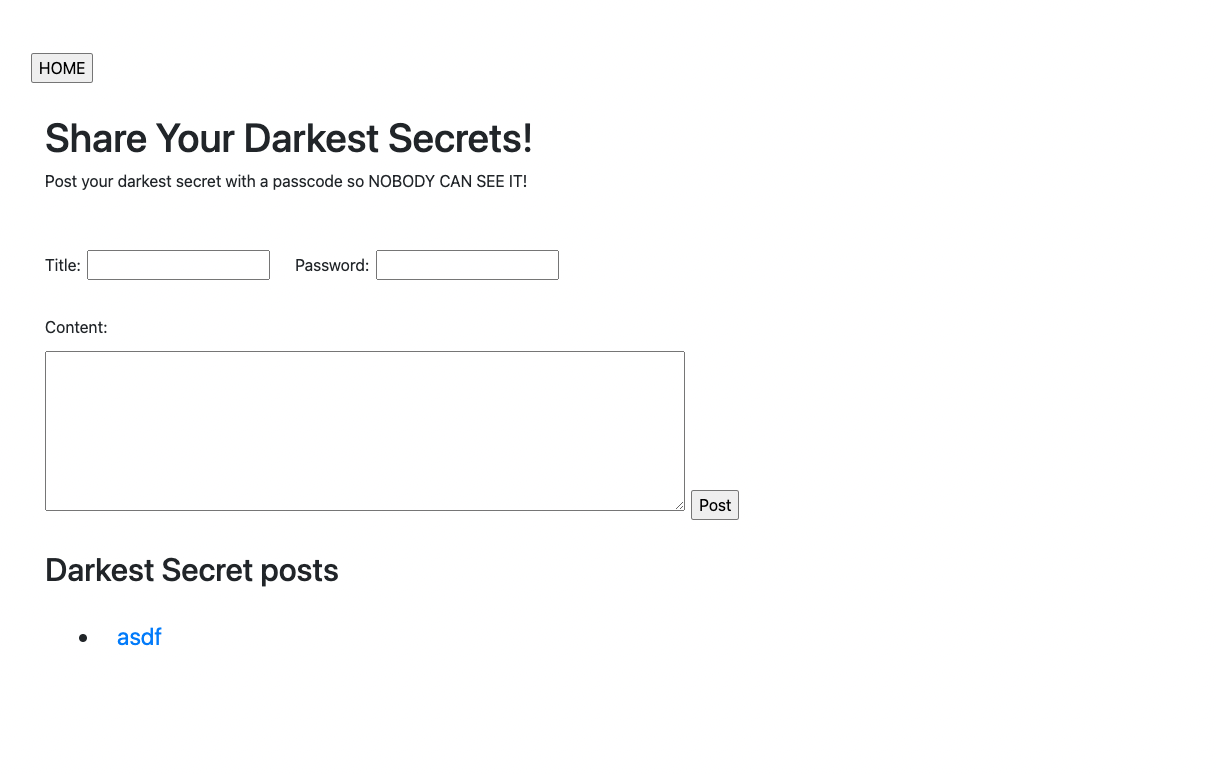 HOME
Share Your Darkest Secrets!
Post your darkest secret with a passcode so NOBODY CAN SEE IT!
Title: Password:
Content:
Post
Darkest Secret posts
asdf